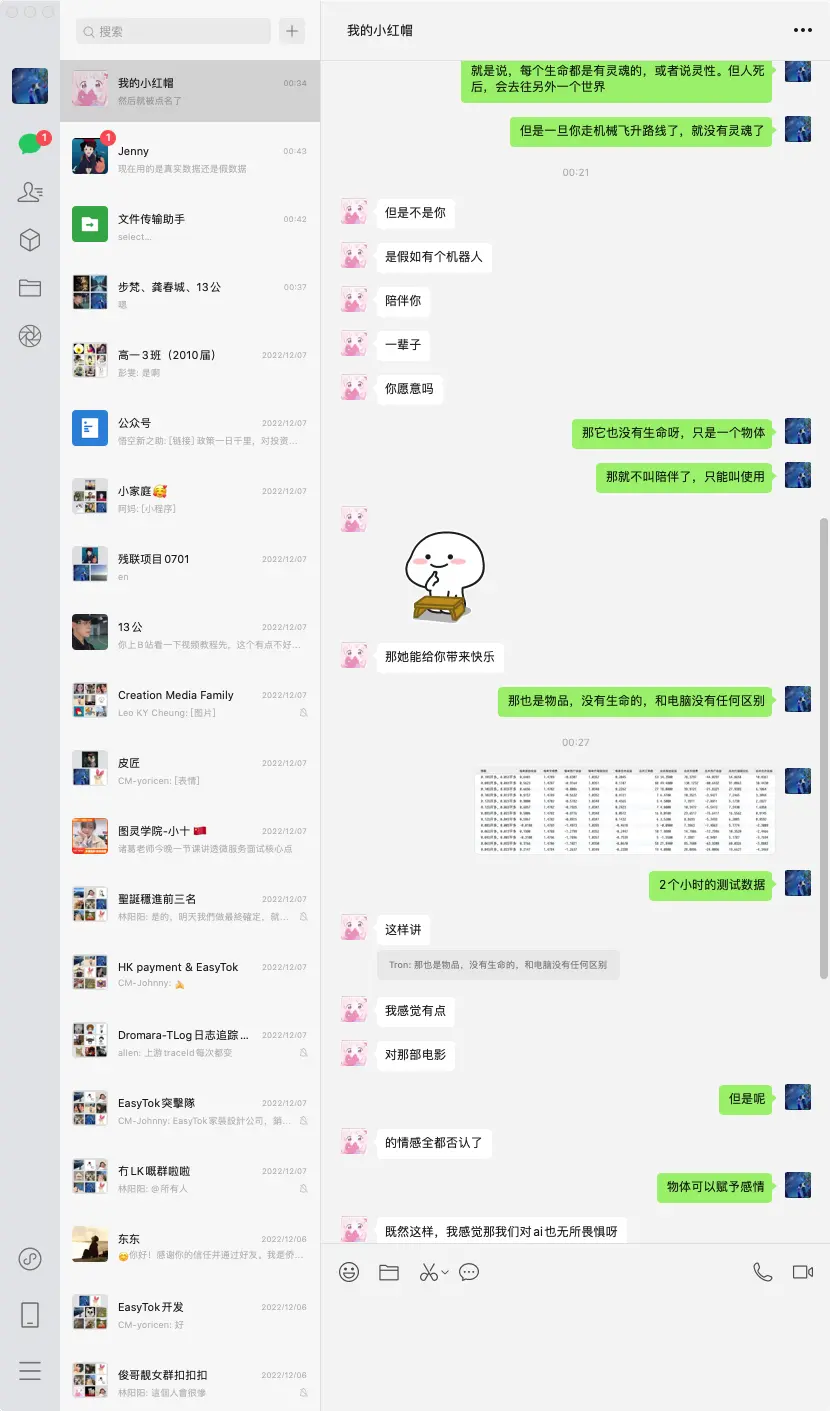 搜索
我的小红帽
00:34
然后就被点名了
1
1
Jenny
00:43
现在用的是真实数据还是假数据
文件传输助手
00:42
select...
步梵、龚春城、13公
00:37
嗯
高一3班（2010届）
2022/12/07
彭雯: 是啊
公众号
2022/12/07
悟空新之助: [链接] 政策一日千里，对投资...
小家庭🥰
2022/12/07
阿妈: [小程序]
残联项目0701
2022/12/07
en
13公
2022/12/07
你上B站看一下视频教程先，这个有点不好...
Creation Media Family
2022/12/07
Leo KY Cheung: [图片]
皮匠
2022/12/07
CM-yoricen: [表情]
图灵学院-小十🇨🇳
2022/12/07
诸葛老师今晚一节课讲透微服务面试核心点
聖誕穩進前三名
2022/12/07
林阳阳: 是的，明天我們做最終確定，就...
HK payment & EasyTok
2022/12/07
CM-Johnny:
Dromara-TLog日志追踪...
2022/12/07
alien: 上游traceId每次都变
EasyTok突擊隊
2022/12/07
CM-Johnny: EasyTok家裝設計公司，銷...
冇LK嘅群啦啦
2022/12/07
林阳阳: @所有人
东东
2022/12/06
😊你好！感谢你的信任并通过好友，我是侨...
EasyTok开发
2022/12/06
CM-yoricen: 好
俊哥靓女群扣扣扣
2022/12/06
林阳阳: 這個人會很慘
我的小红帽
就是说，每个生命都是有灵魂的，或者说灵性。但人死
后，会去往另外一个世界
但是一旦你走机械飞升路线了，就没有灵魂了
00:21
但是不是你
是假如有个机器人
陪伴你
一辈子
你愿意吗
那它也没有生命呀，只是一个物体
那就不叫陪伴了，只能叫使用
那她能给你带来快乐
那也是物品，没有生命的，和电脑没有任何区别
00:27
2个小时的测试数据
这样讲
Tron: 那也是物品，没有生命的，和电脑没有任何区别
我感觉有点
对那部电影
但是呢
的情感全都否认了
物体可以赋予感情
既然这样，我感觉那我们对ai也无所畏惧呀